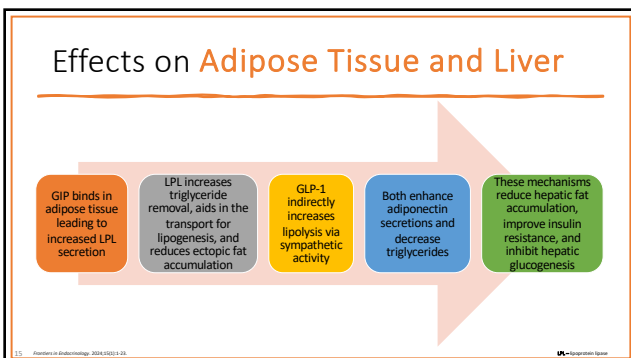 Effects on Adipose Tissue and Liver
GIP binds in
adipose tissue
leading to
increased LPL
secretion
LPL increases
triglyceride
removal, aids in the
transport for
lipogenesis, and
reduces ectopic fat
accumulation
GLP-1
indirectly
increases
lipolysis via
sympathetic
activity
Both enhance
adiponectin
secretions and
decrease
triglycerides
These mechanisms
reduce hepatic fat
accumulation,
improve insulin
resistance, and
inhibit hepatic
glucogenesis
15 Frontiers in Endocrinology. 2024;15(1):1-23.
LPL– lipoprotein lipase